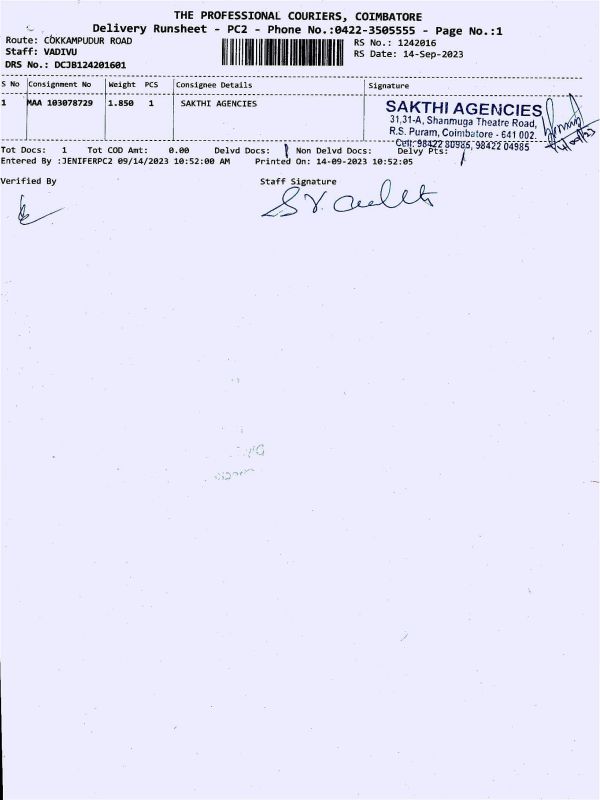 THE PROFESSIONAL COURIERS, COIMBATORE
Delivery Runsheet - PC2 - Phone No.:0422-3505555 - Page No.:1
Route: COKKAMPUDUR ROAD
RS No.: 1242016
Staff: VADIVU
RS Date: 14-Sep-2023
DRS No.: DCJB124201601
S No Consignment No Weight PCS Consignee Details Signature
1 MAA 103078729 1.850 1 SAKTHI AGENCIES
SAKTHI AGENCIES
31,31-A, Shanmuga Theatre Road,
R.S. Puram, Coimbatore - 641 002.
Cell: 98422 80985, 98422 04985
Tot Docs: 1 Tot COD Amt: 0.00 Delvd Docs: 1 Non Delvd Docs: Delvy Pts: 1
Entered By :JENIFERPC2 09/14/2023 10:52:00 AM Printed On: 14-09-2023 10:52:05
Verified By Staff Signature